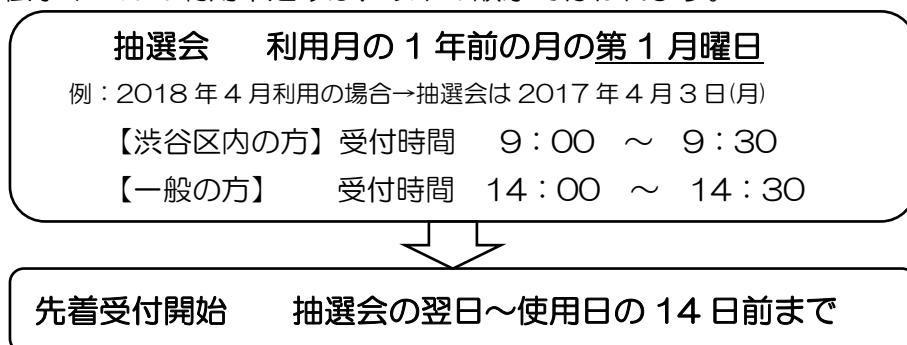 抽選会　利用月の1年前の月の第1月曜日
例：2018年4月利用の場合→抽選会は2017年4月3日(月)
【渋谷区内の方】受付時間　9：00　～　9：30
【一般の方】　受付時間　14：00　～　14：30
先着受付開始　抽選会の翌日～使用日の14日前まで